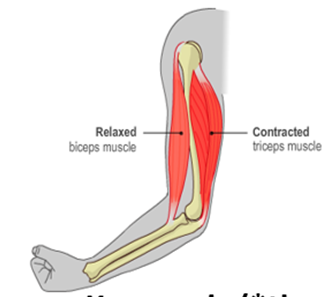 Relaxed
biceps muscle
Contracted
triceps muscle